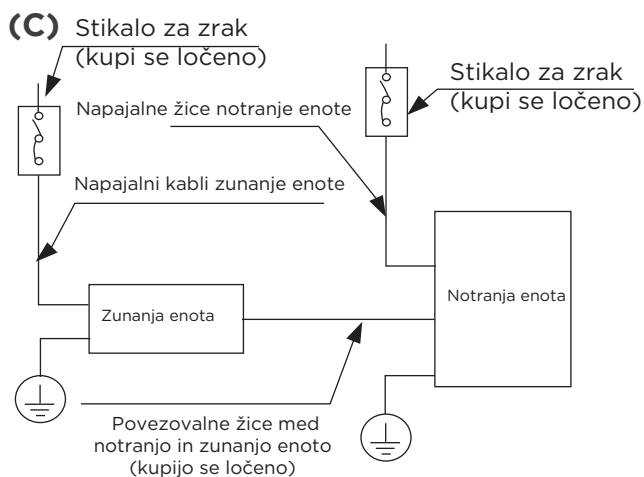 (C) Stikalo za zrak
(kupi se ločeno)
Stikalo za zrak
(kupi se ločeno)
Napajalne žice notranje enote
Napajalni kabli zunanje enote
Zunanja enota
Notranja enota
Povezovalne žice med
notranjo in zunanjo enoto
(kupijo se ločeno)